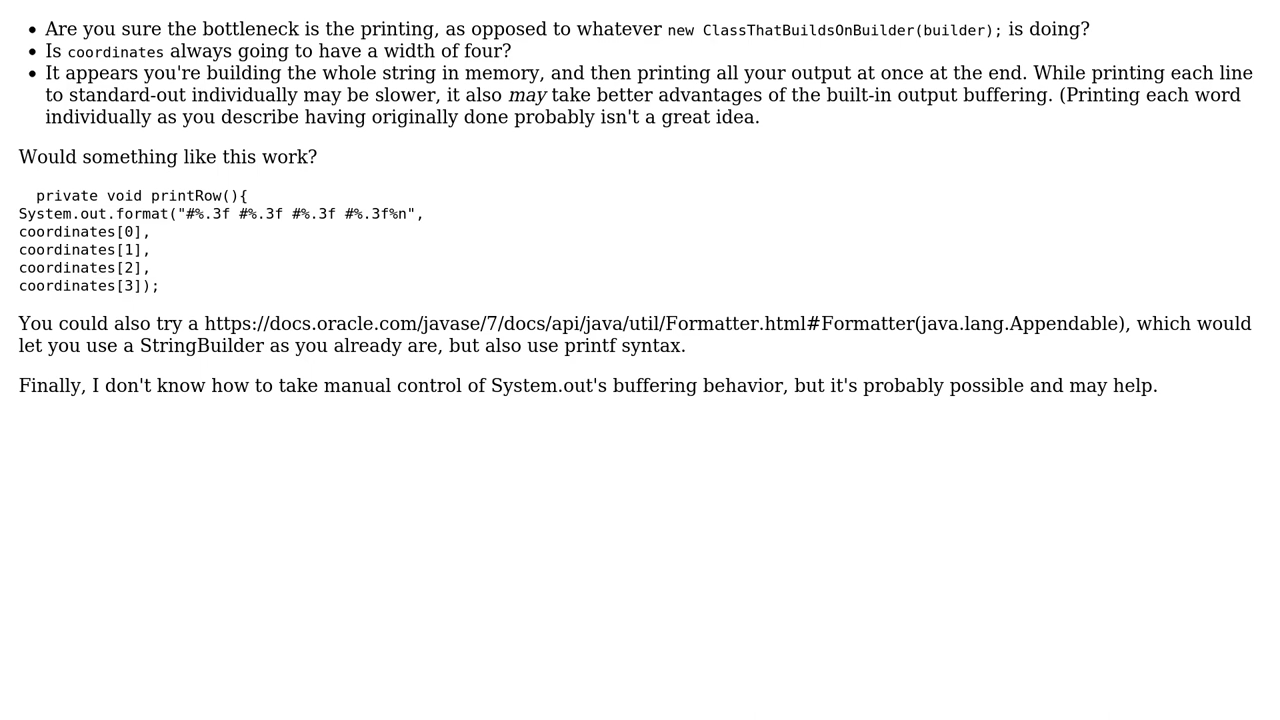 • Are you sure the bottleneck is the printing, as opposed to whatever new ClassThatBuildsOnBuilder(builder); is doing?
• Is coordinates always going to have a width of four?
• It appears you're building the whole string in memory, and then printing all your output at once at the end. While printing each line
to standard-out individually may be slower, it also may take better advantages of the built-in output buffering. (Printing each word
individually as you describe having originally done probably isn't a great idea.
Would something like this work?
private void printRow(){
System.out.format("#%.3f #%.3f #%.3f #%.3f%n",
coordinates[0],
coordinates[1],
coordinates[2],
coordinates[3]);
You could also try a https://docs.oracle.com/javase/7/docs/api/java/util/Formatter.html#Formatter(java.lang.Appendable), which would
let you use a StringBuilder as you already are, but also use printf syntax.
Finally, I don't know how to take manual control of System.out's buffering behavior, but it's probably possible and may help.